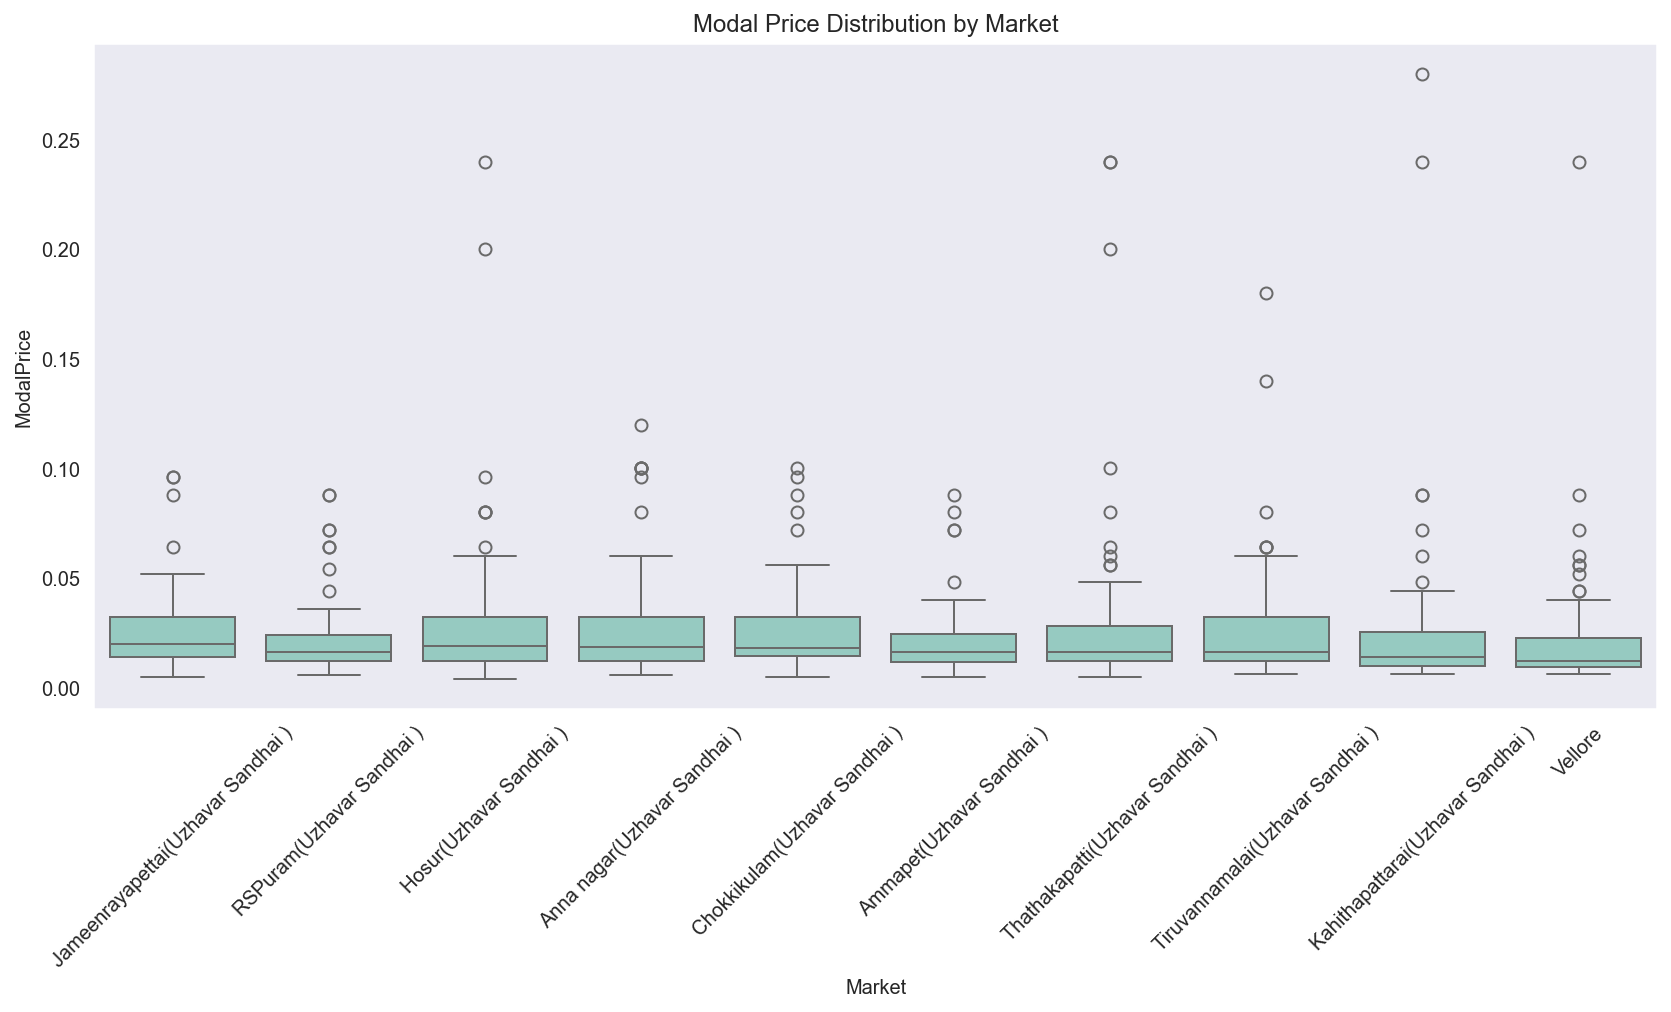 Modal Price Distribution by Market
ModalPrice
0.25
0.20
0.15
0.10
0.05
0.00
Jameenrayapettai(Uzhavar Sandhai )
RSPuram(Uzhavar Sandhai )
Hosur(Uzhavar Sandhai )
Anna nagar(Uzhavar Sandhai )
Chokkikulam(Uzhavar Sandhai )
Ammapet(Uzhavar Sandhai )
Thathakapatti(Uzhavar Sandhai )
Tiruvannamalai(Uzhavar Sandhai )
Kahithapattarai(Uzhavar Sandhai )
Vellore
Market